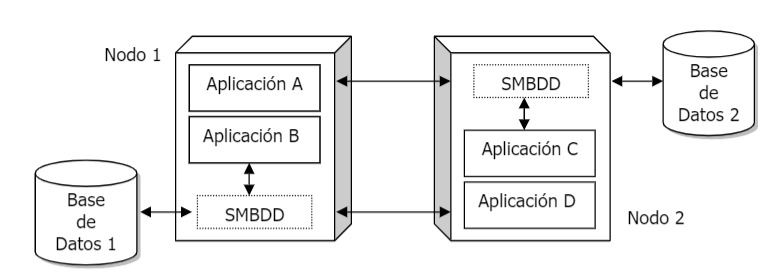 Nodo 1
Aplicación A
Aplicación B
SMBDD
Base
de
Datos 1
SMBDD
Aplicación C
Aplicación D
Base
de
Datos 2
Nodo 2